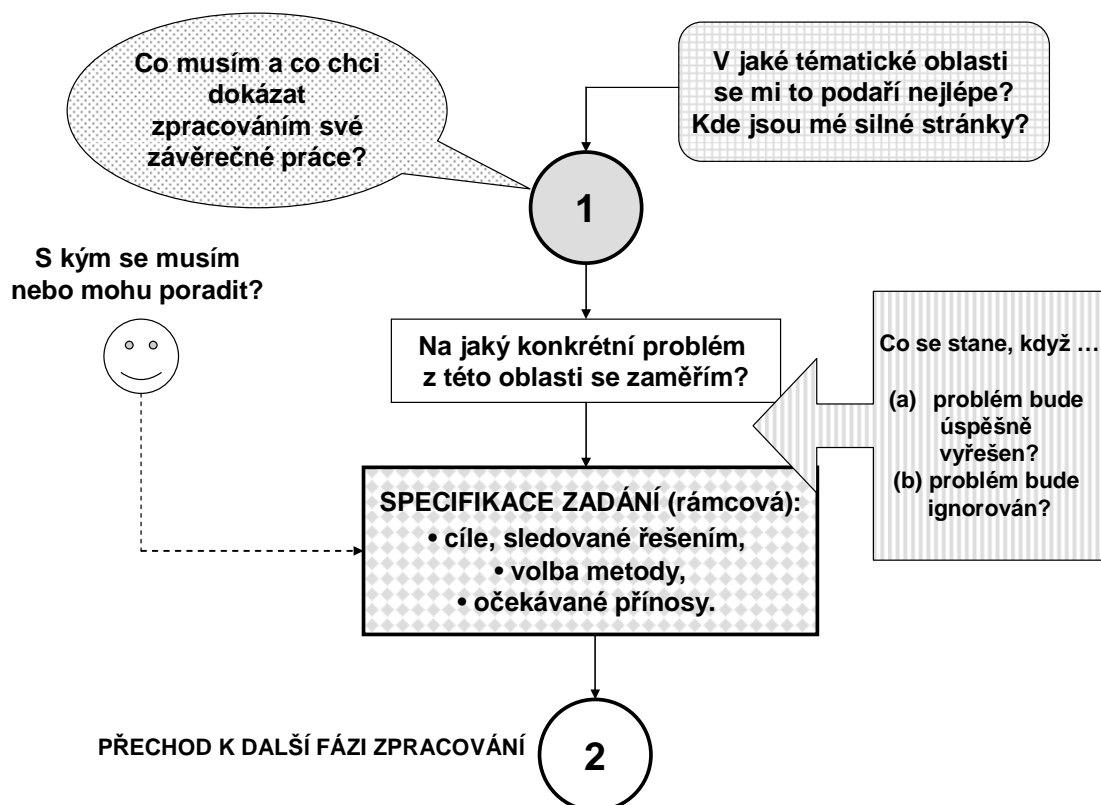 Co musím a co chci
dokázat
zpracováním své
závěrečné práce?
V jaké tématické oblasti
se mi to podaří nejlépe?
Kde jsou mé silné stránky?
1
S kým se musím
nebo mohu poradit?
Na jaký konkrétní problém
z této oblasti se zaměřím?
Co se stane, když …
(a) problém bude
úspěšně
vyřešen?
(b) problém bude
ignorován?
SPECIFIKACE ZADÁNÍ (rámcová):
• cíle, sledované řešením,
• volba metody,
• očekávané přínosy.
PŘECHOD K DALŠÍ FÁZI ZPRACOVÁNÍ
2